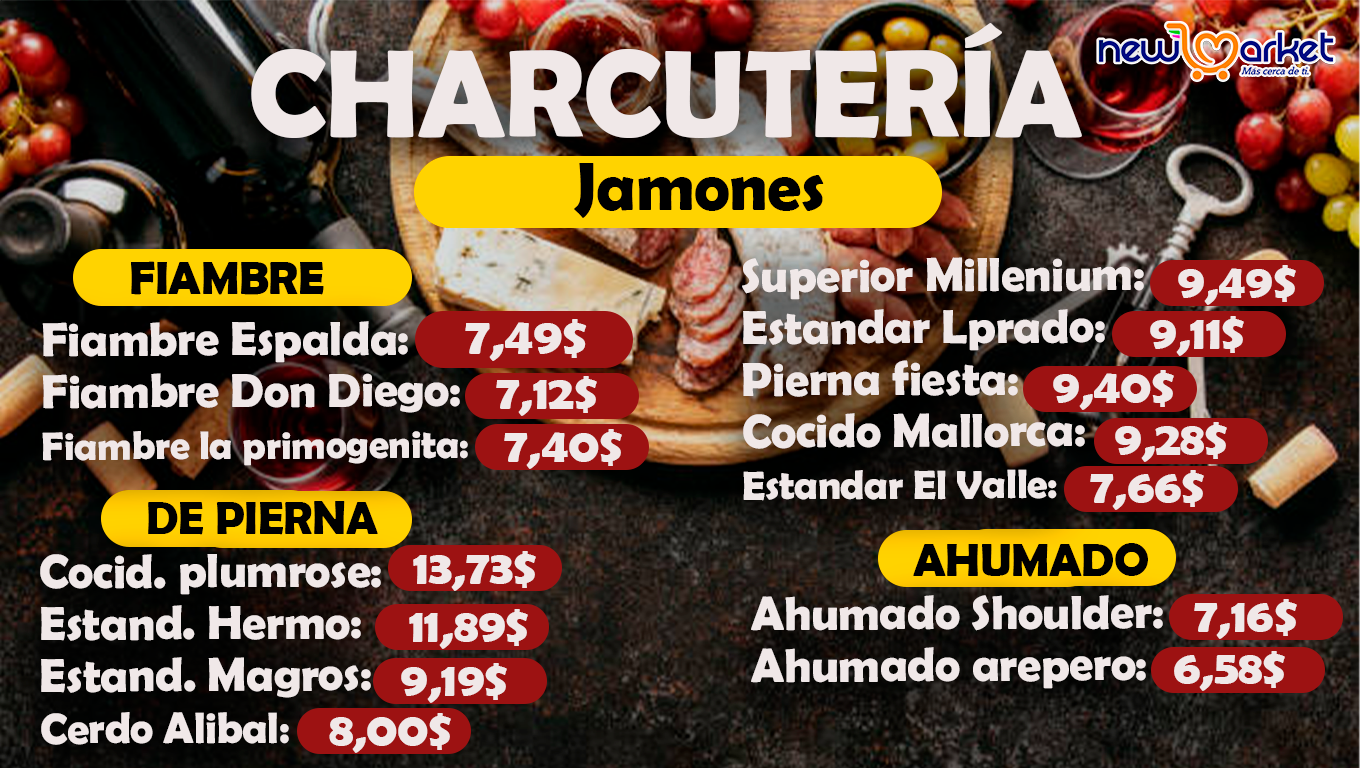 CHARCUTERÍA
new market
Más cerca de ti.
Jamones
FIAMBRE
Fiambre Espalda: 7,49$
Fiambre Don Diego: 7,12$
Fiambre la primogenita: 7,40$
DE PIERNA
Cocid. plumrose: 13,73$
Estand. Hermo: 11,89$
Estand. Magros: 9,19$
Cerdo Alibal: 8,00$
Superior Millenium: 9,49$
Estandar Lprado: 9,11$
Pierna fiesta: 9,40$
Cocido Mallorca: 9,28$
Estandar El Valle: 7,66$
AHUMADO
Ahumado Shoulder: 7,16$
Ahumado arepero: 6,58$